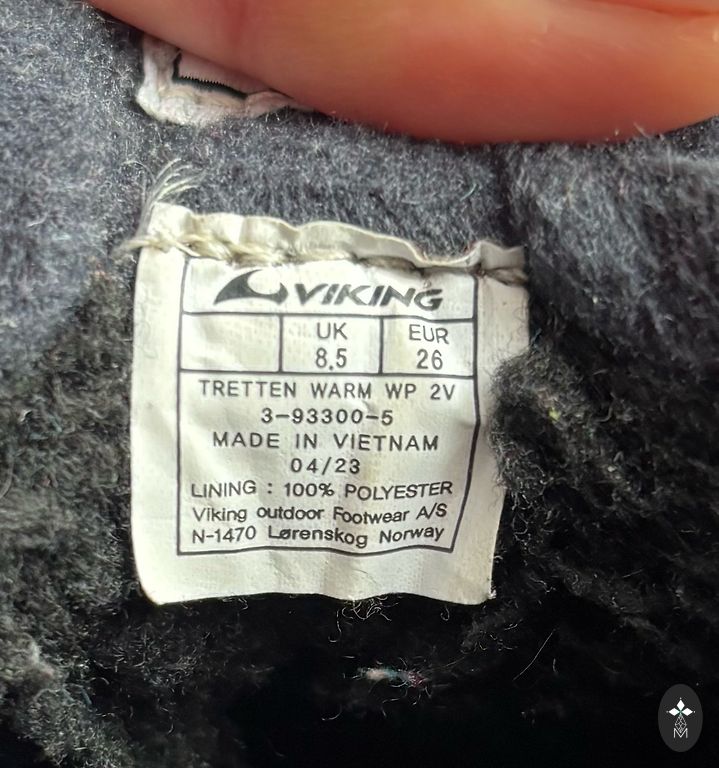 VIKING
UK EUR
8.5 26
TRETTEN WARM WP 2V
3-93300-5
MADE IN VIETNAM
04/23
LINING : 100% POLYESTER
Viking outdoor Footwear A/S
N-1470 Lørenskog Norway
M